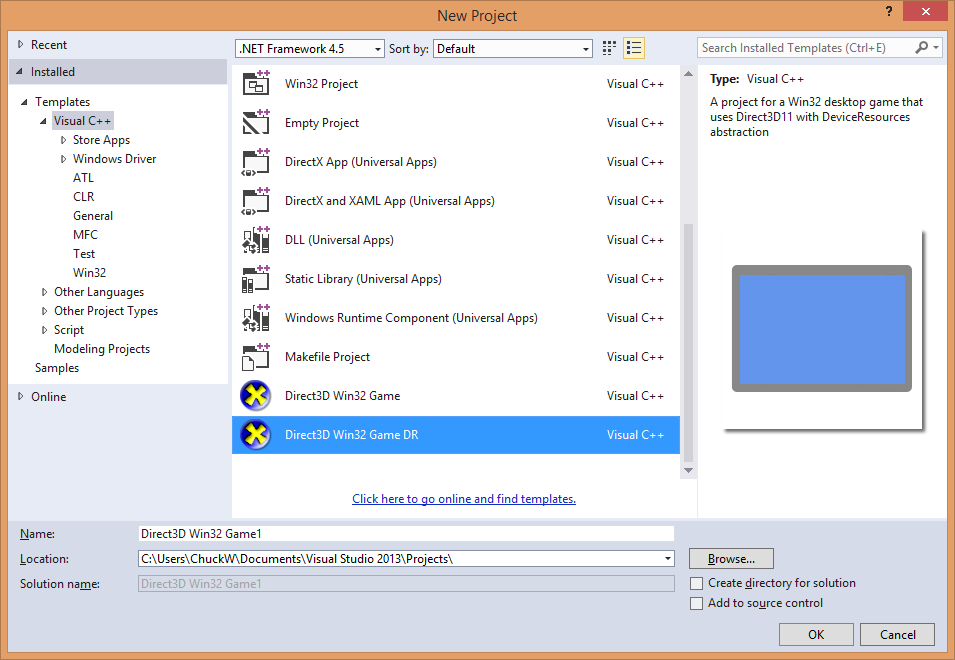 New Project
?
Recent
.NET Framework 4.5
Sort by:
Default
Search Installed Templates (Ctrl+E)
Installed
Templates
Visual C++
Store Apps
Windows Driver
ATL
CLR
General
MFC
Test
Win32
Other Languages
Other Project Types
Script
Modeling Projects
Samples
Online
Win32 Project Visual C++
Empty Project Visual C++
DirectX App (Universal Apps) Visual C++
DirectX and XAML App (Universal Apps) Visual C++
DLL (Universal Apps) Visual C++
Static Library (Universal Apps) Visual C++
Windows Runtime Component (Universal Apps) Visual C++
Makefile Project Visual C++
Direct3D Win32 Game Visual C++
Direct3D Win32 Game DR Visual C++
Click here to go online and find templates.
Type: Visual C++
A project for a Win32 desktop game that
uses Direct3D11 with DeviceResources
abstraction
Name: Direct3D Win32 Game1
Location: C:\Users\ChuckW\Documents\Visual Studio 2013\Projects\
Browse...
Solution name: Direct3D Win32 Game1
Create directory for solution
Add to source control
OK
Cancel